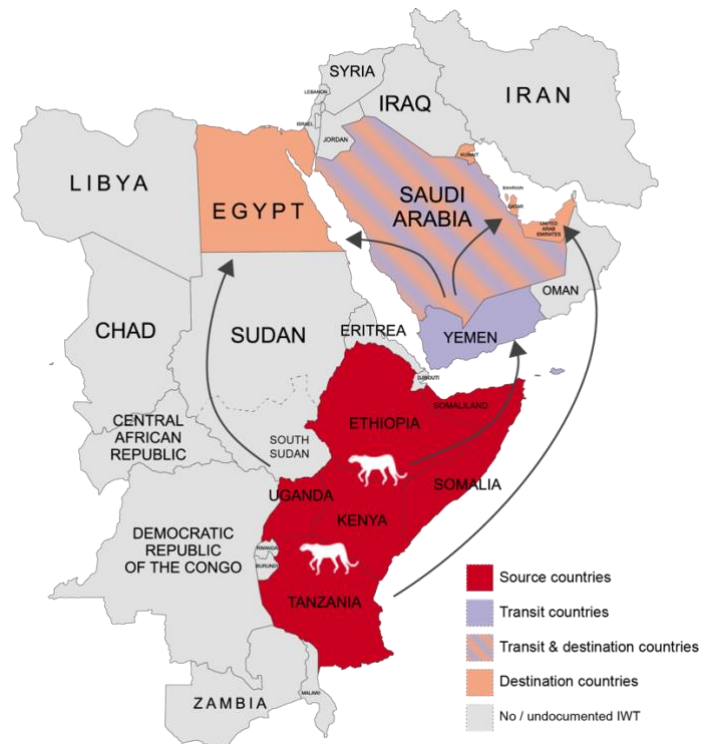 SYRIA
LEBANON
ISRAEL
JORDAN
IRAQ
IRAN
LIBYA
EGYPT
SAUDI
ARABIA
KUWAIT
BAHRAIN
QATAR
UNITED
ARAB
EMIRATES
OMAN
YEMEN
CHAD
SUDAN
ERITREA
DJIBOUTI
ETHIOPIA
SOMALILAND
CENTRAL
AFRICAN
REPUBLIC
SOUTH
SUDAN
UGANDA
SOMALIA
KENYA
DEMOCRATIC
REPUBLIC
OF THE CONGO
RWANDA
BURUNDI
TANZANIA
ZAMBIA
MALAWI
Source countries
Transit countries
Transit & destination countries
Destination countries
No / undocumented IWT